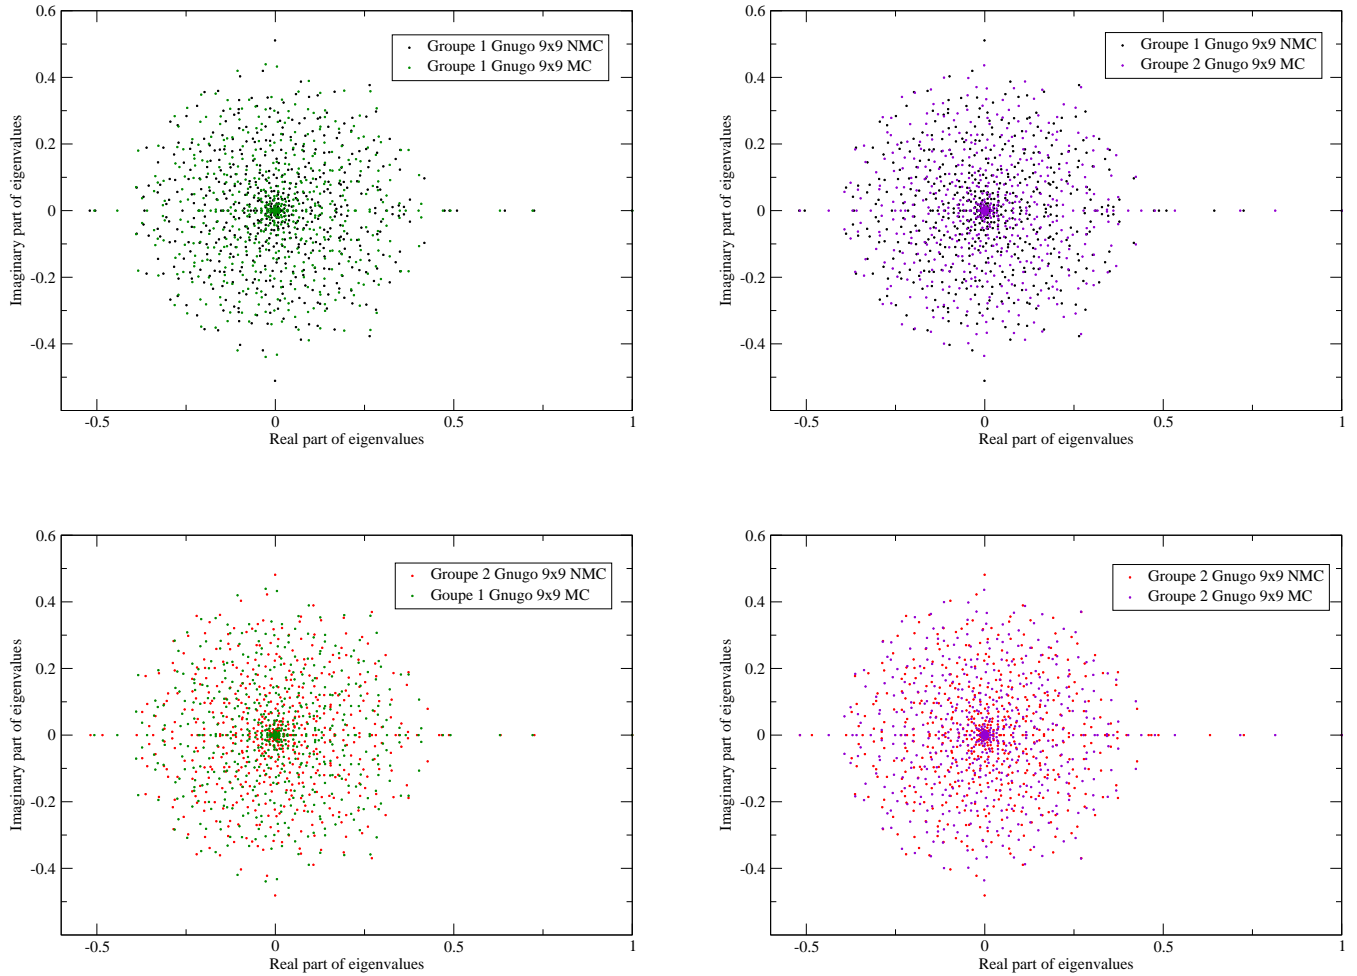 0.6
0.4
0.2
0
-0.2
-0.4
-0.5
0
0.5
1
Real part of eigenvalues
Imaginary part of eigenvalues
Groupe 1 Gnugo 9x9 NMC
Groupe 1 Gnugo 9x9 MC
0.6
0.4
0.2
0
-0.2
-0.4
-0.5
0
0.5
1
Real part of eigenvalues
Imaginary part of eigenvalues
Groupe 1 Gnugo 9x9 NMC
Groupe 2 Gnugo 9x9 MC
0.6
0.4
0.2
0
-0.2
-0.4
-0.5
0
0.5
1
Real part of eigenvalues
Imaginary part of eigenvalues
Groupe 2 Gnugo 9x9 NMC
Goupe 1 Gnugo 9x9 MC
0.6
0.4
0.2
0
-0.2
-0.4
-0.5
0
0.5
1
Real part of eigenvalues
Imaginary part of eigenvalues
Groupe 2 Gnugo 9x9 NMC
Groupe 2 Gnugo 9x9 MC